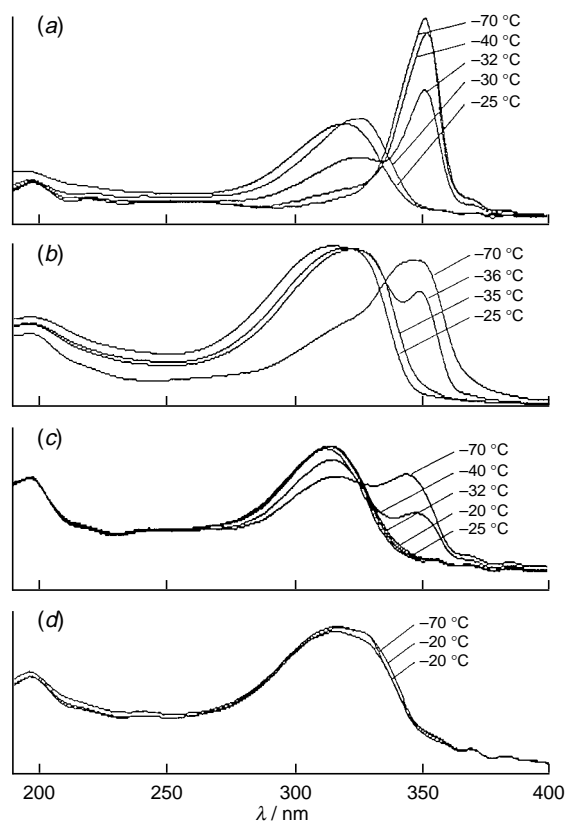 (a)
–70 °C
–40 °C
–32 °C
–30 °C
–25 °C
(b)
–70 °C
–36 °C
–35 °C
–25 °C
(c)
–70 °C
–40 °C
–32 °C
–20 °C
–25 °C
(d)
–70 °C
–20 °C
–20 °C
200 250 300 350 400
λ / nm